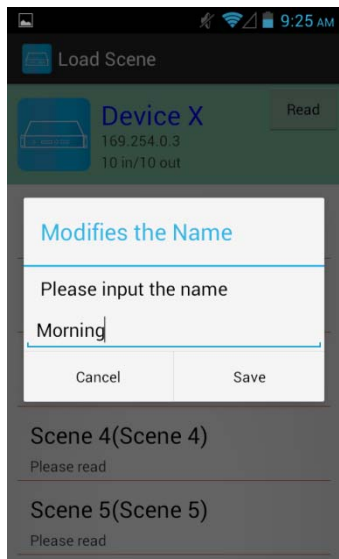 9:25 AM
Load Scene
Device X
Read
169.254.0.3
10 in/10 out
Modifies the Name
Please input the name
Morning
Cancel
Save
Scene 4(Scene 4)
Please read
Scene 5(Scene 5)
Please read